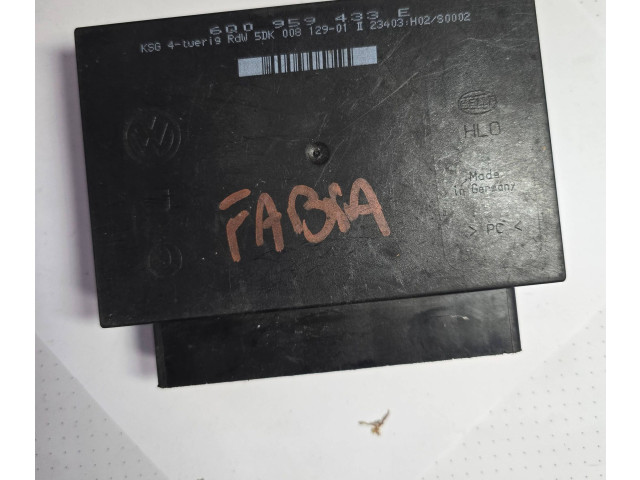 6Q0 959 433 E
KSG 4-tuerig RdW 5DK 008 129-01 II 23403:H02/S0002
HELLA
HLO
Made
in Germany
> PC <
FABIA